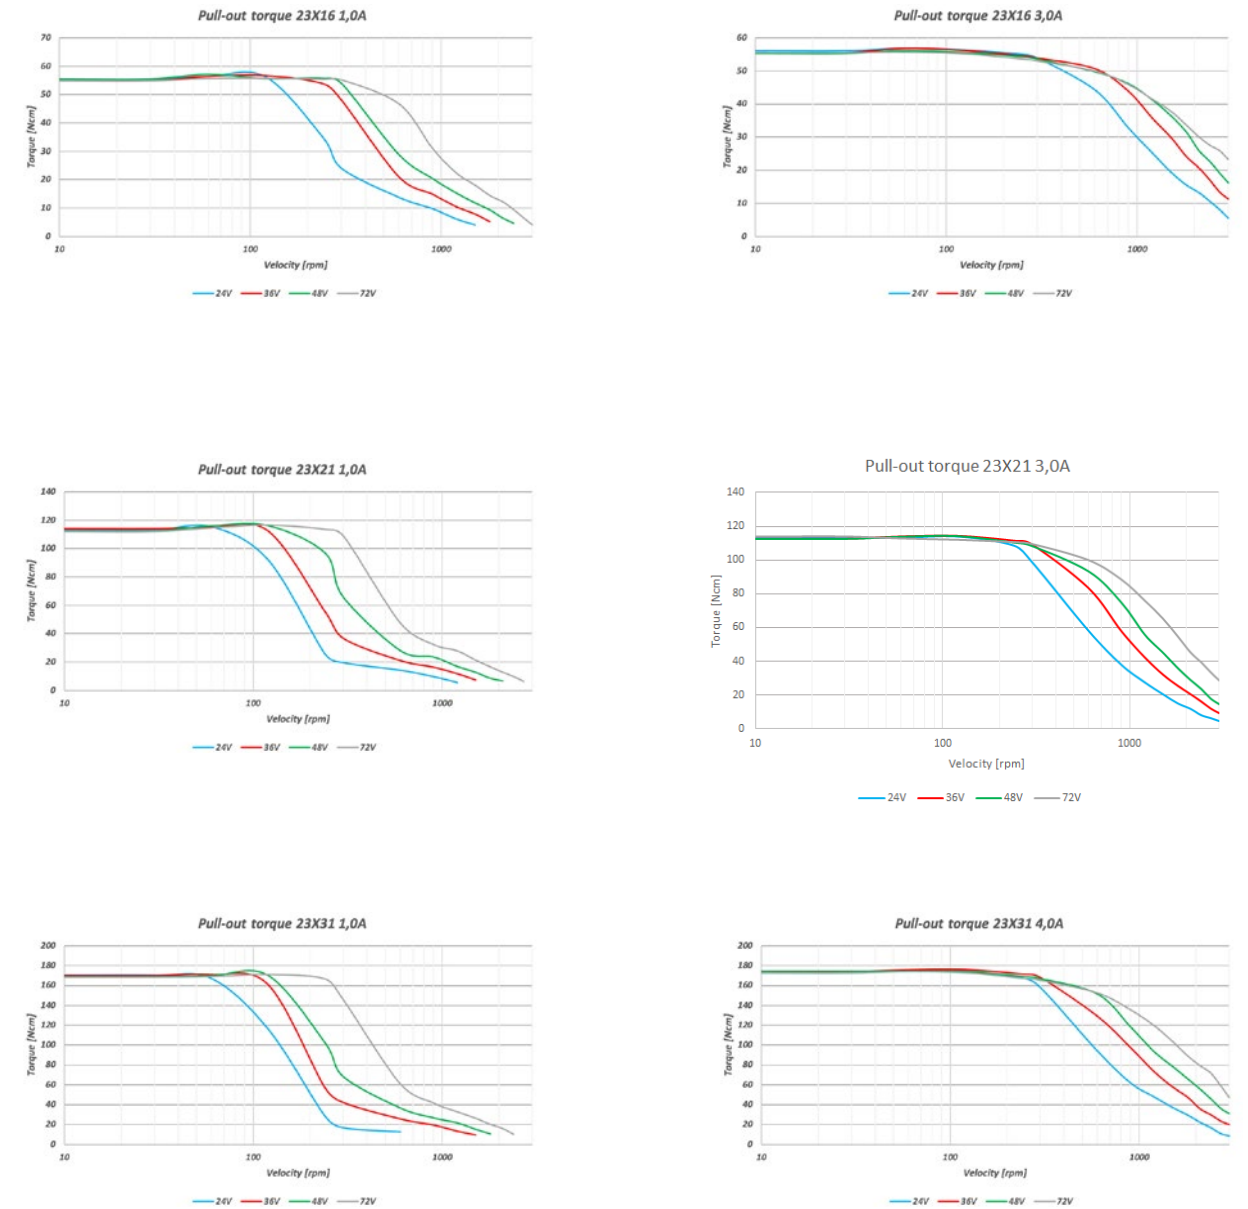 Pull-out torque 23X16 1,0A
70
60
50
40
30
20
10
0
Torque [Ncm]
10 100 1000
Velocity [rpm]
24V 36V 48V 72V
Pull-out torque 23X16 3,0A
60
50
40
30
20
10
0
Torque [Ncm]
10 100 1000
Velocity [rpm]
24V 36V 48V 72V
Pull-out torque 23X21 1,0A
140
120
100
80
60
40
20
0
Torque [Ncm]
10 100 1000
Velocity [rpm]
24V 36V 48V 72V
Pull-out torque 23X21 3,0A
140
120
100
80
60
40
20
0
Torque [Ncm]
10 100 1000
Velocity [rpm]
24V 36V 48V 72V
Pull-out torque 23X31 1,0A
200
180
160
140
120
100
80
60
40
20
0
Torque [Ncm]
10 100 1000
Velocity [rpm]
24V 36V 48V 72V
Pull-out torque 23X31 4,0A
200
180
160
140
120
100
80
60
40
20
0
Torque [Ncm]
10 100 1000
Velocity [rpm]
24V 36V 48V 72V